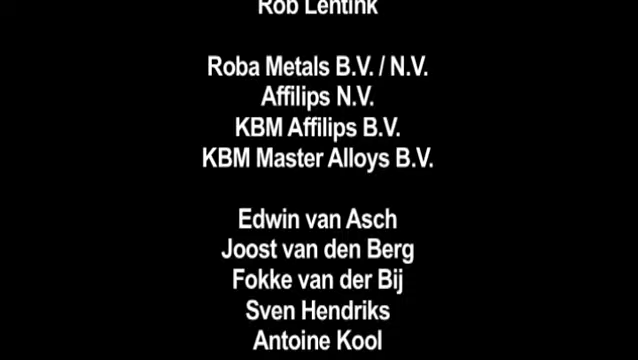 Rob Lentink
Roba Metals B.V. / N.V.
Affilips N.V.
KBM Affilips B.V.
KBM Master Alloys B.V.
Edwin van Asch
Joost van den Berg
Fokke van der Bij
Sven Hendriks
Antoine Kool